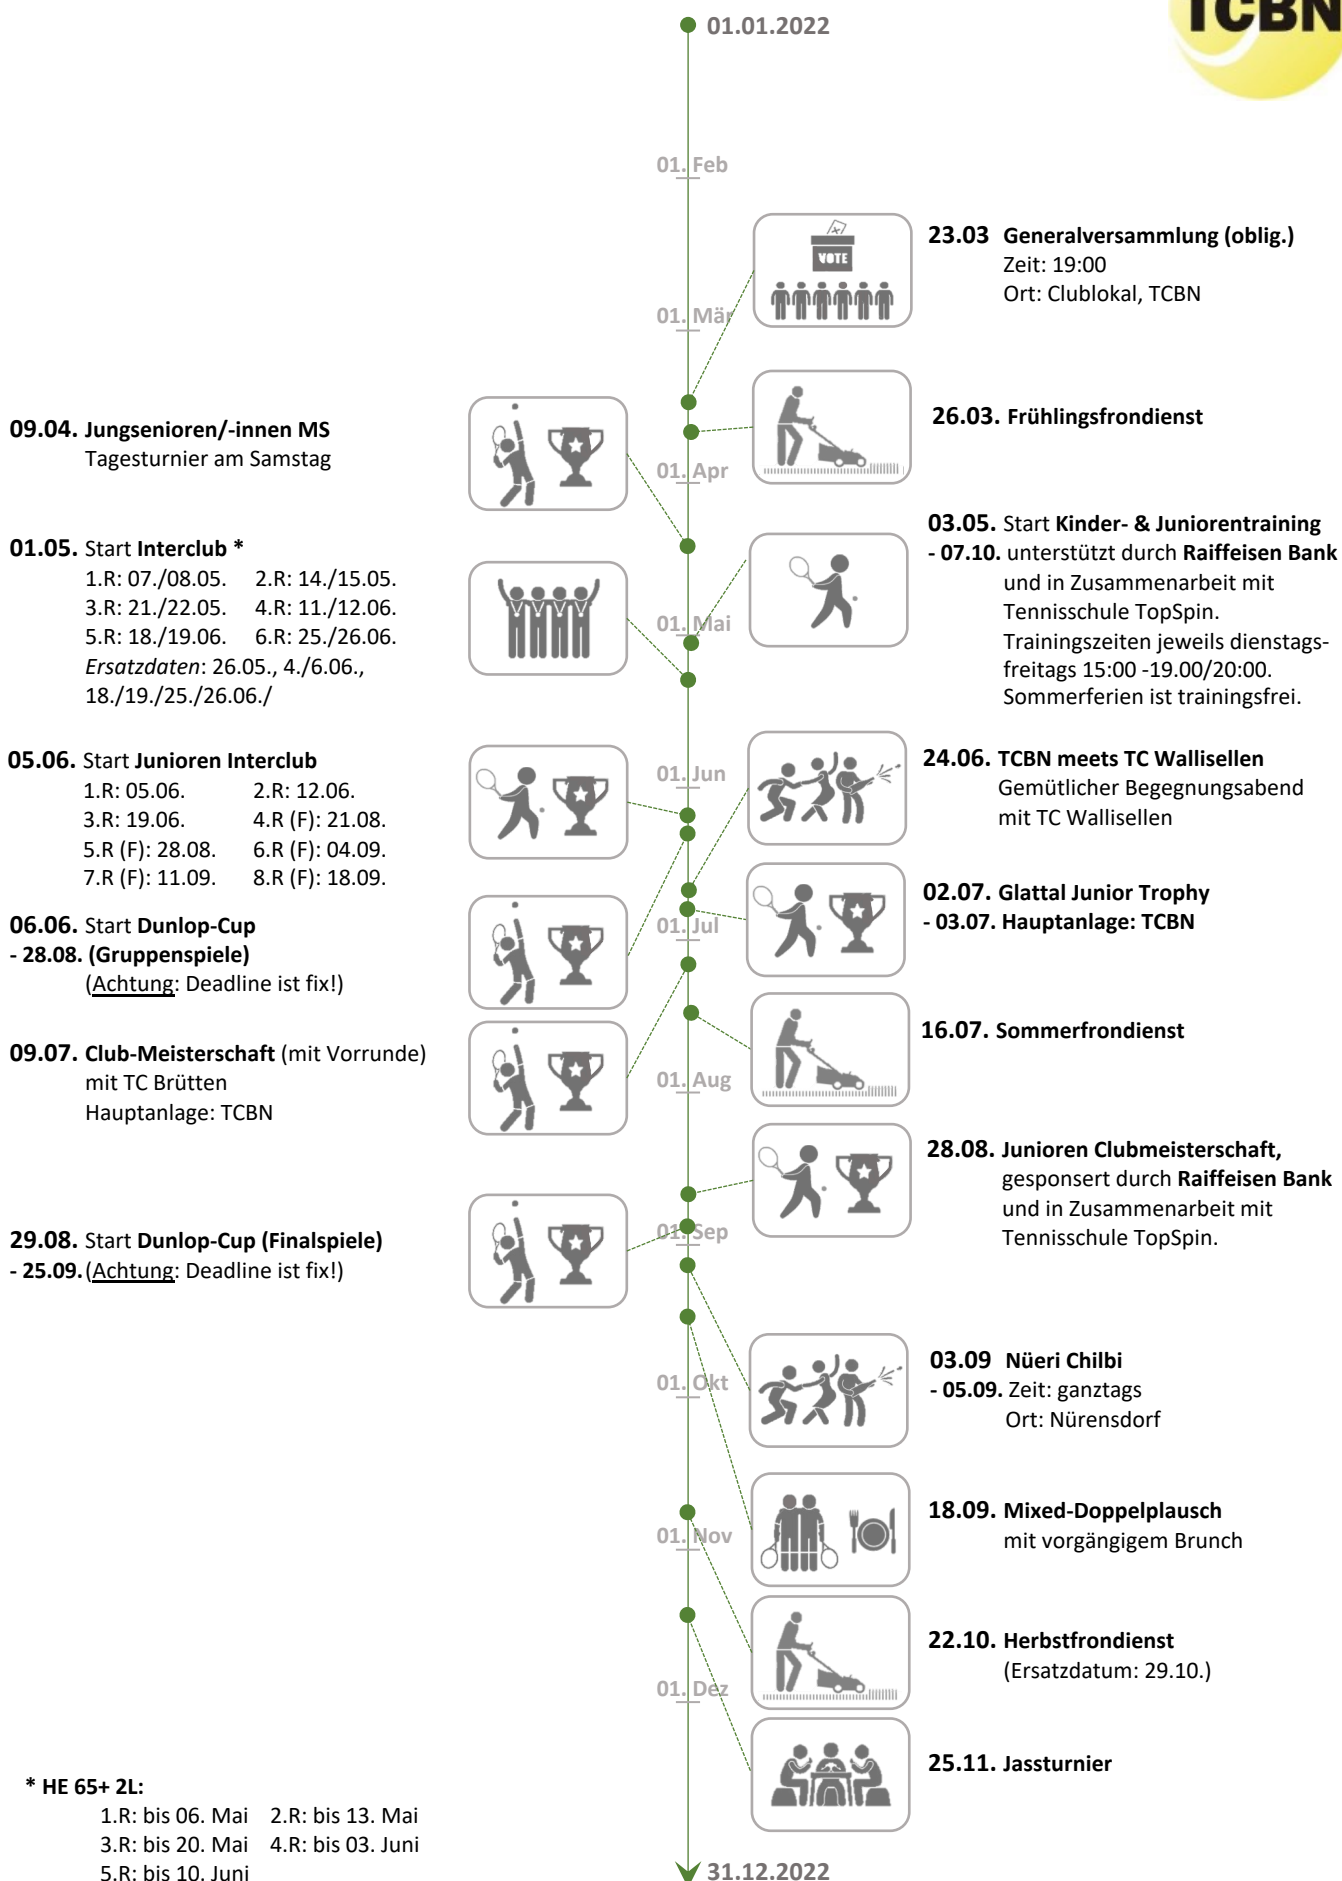 TCBN
01.01.2022
01. Feb
23.03 Generalversammlung (oblig.)
Zeit: 19:00
Ort: Clublokal, TCBN
VOTE
01. Mär
26.03. Frühlingsfrondienst
09.04. Jungsenioren/-innen MS
Tagesturnier am Samstag
01. Apr
03.05. Start Kinder- & Juniorentraining
- 07.10. unterstützt durch Raiffeisen Bank
und in Zusammenarbeit mit
Tennisschule TopSpin.
Trainingszeiten jeweils dienstags-
freitags 15:00 -19.00/20:00.
Sommerferien ist trainingsfrei.
01.05. Start Interclub *
1.R: 07./08.05. 2.R: 14./15.05.
3.R: 21./22.05. 4.R: 11./12.06.
5.R: 18./19.06. 6.R: 25./26.06.
Ersatzdaten: 26.05., 4./6.06.,
18./19./25./26.06./
01. Mai
05.06. Start Junioren Interclub
1.R: 05.06. 2.R: 12.06.
3.R: 19.06. 4.R (F): 21.08.
5.R (F): 28.08. 6.R (F): 04.09.
7.R (F): 11.09. 8.R (F): 18.09.
01. Jun
24.06. TCBN meets TC Wallisellen
Gemütlicher Begegnungsabend
mit TC Wallisellen
02.07. Glattal Junior Trophy
- 03.07. Hauptanlage: TCBN
06.06. Start Dunlop-Cup
- 28.08. (Gruppenspiele)
(Achtung: Deadline ist fix!)
01. Jul
16.07. Sommerfrondienst
09.07. Club-Meisterschaft (mit Vorrunde)
mit TC Brütten
Hauptanlage: TCBN
01. Aug
28.08. Junioren Clubmeisterschaft,
gesponsert durch Raiffeisen Bank
und in Zusammenarbeit mit
Tennisschule TopSpin.
29.08. Start Dunlop-Cup (Finalspiele)
- 25.09. (Achtung: Deadline ist fix!)
01. Sep
03.09 Nüeri Chilbi
- 05.09. Zeit: ganztags
Ort: Nürensdorf
01. Okt
18.09. Mixed-Doppelplausch
mit vorgängigem Brunch
01. Nov
22.10. Herbstfrondienst
(Ersatzdatum: 29.10.)
01. Dez
25.11. Jassturnier
* HE 65+ 2L:
1.R: bis 06. Mai 2.R: bis 13. Mai
3.R: bis 20. Mai 4.R: bis 03. Juni
5.R: bis 10. Juni
31.12.2022